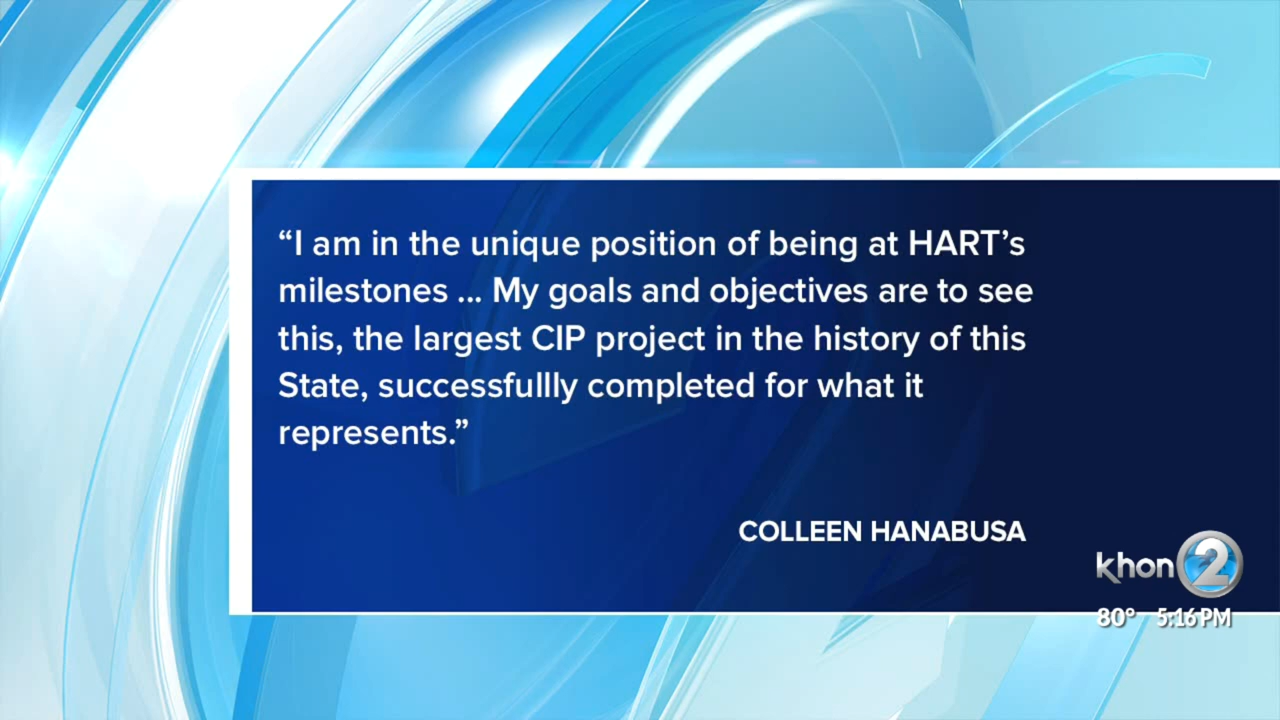 “I am in the unique position of being at HART’s
milestones ... My goals and objectives are to see
this, the largest CIP project in the history of this
State, successfullly completed for what it
represents.”
COLLEEN HANABUSA
khon 2
80° 5:16 PM